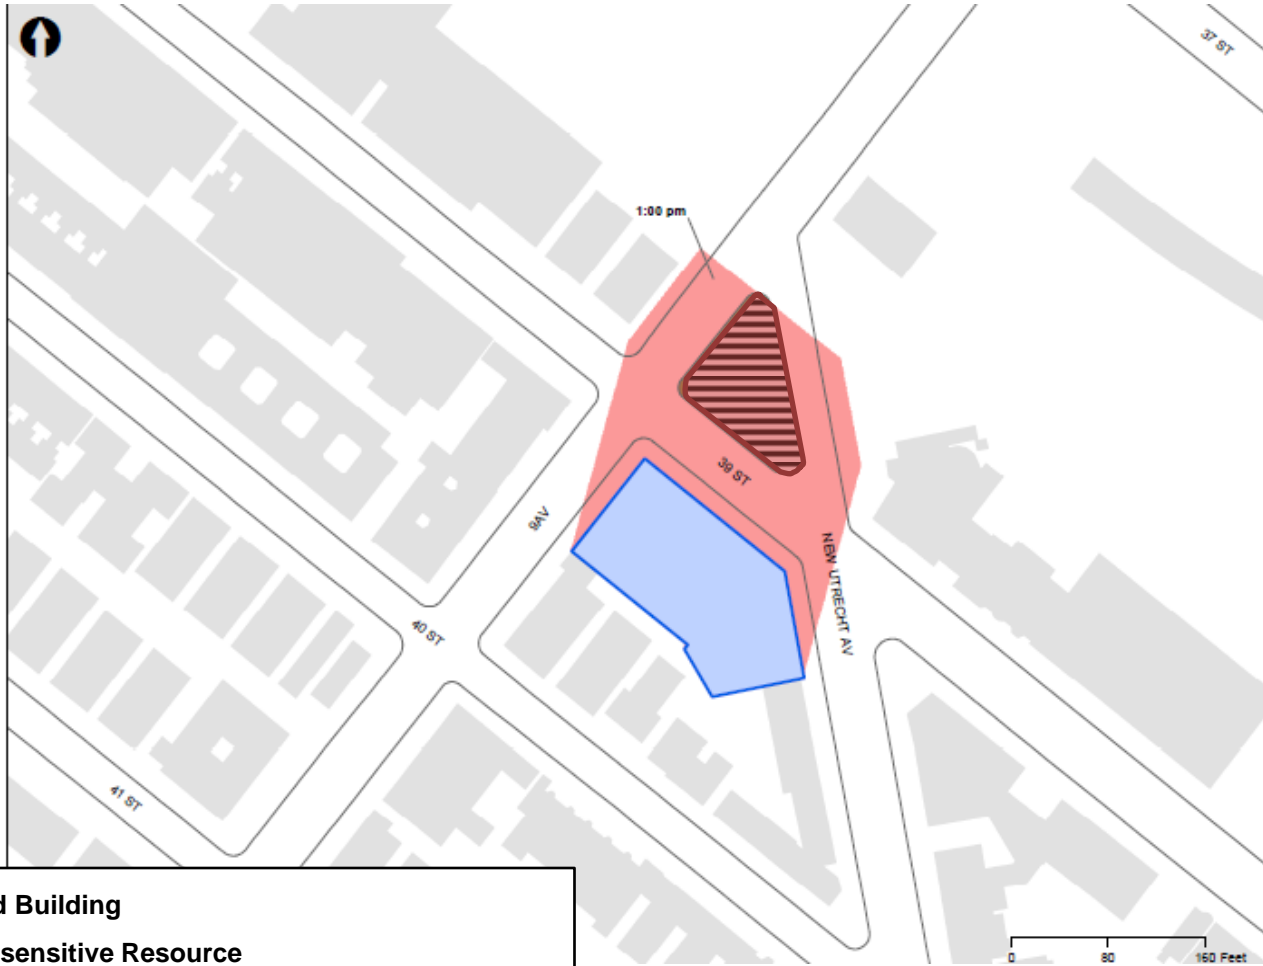 37 ST
1:00 pm
39 ST
9AV
NEW UTRECHT AV
40 ST
41 ST
d Building
sensitive Resource
0 80 160 Feet